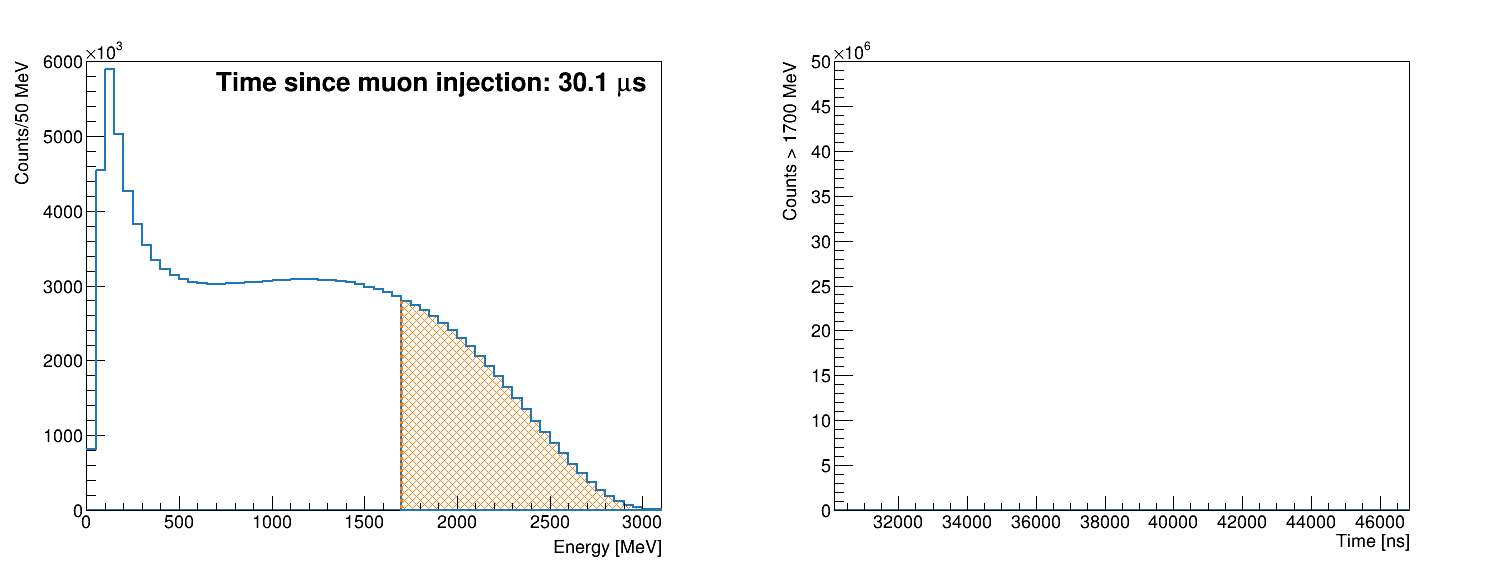 ×10³
Counts/50 MeV
Time since muon injection: 30.1 μs
6000
5000
4000
3000
2000
1000
0
0 500 1000 1500 2000 2500 3000
Energy [MeV]
×10⁶
Counts > 1700 MeV
50
45
40
35
30
25
20
15
10
5
0
32000 34000 36000 38000 40000 42000 44000 46000
Time [ns]